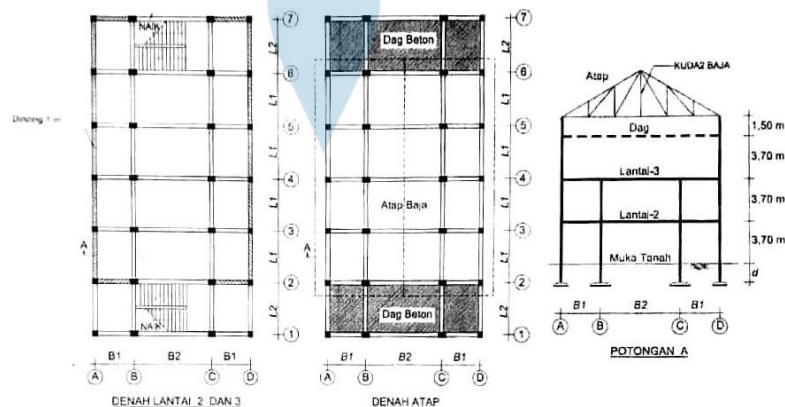 NAIK
7
L2
6
L1
5
L1
4
L1
3
L1
2
L2
1
Dinding 1
A
NAIK
B1
B2
B1
A
B
C
D
DENAH LANTAI 2 DAN 3
Dag Beton
7
L2
6
L1
5
L1
4
Atap Baja
L1
3
L1
A
2
Dag Beton
L2
1
B1
B2
B1
A
B
C
D
DENAH ATAP
KUDA2 BAJA
Atap
1,50 m
Dag
3,70 m
Lantai-3
3,70 m
Lantai-2
3,70 m
Muka Tanah
d
B1
B2
B1
A
B
C
D
POTONGAN A